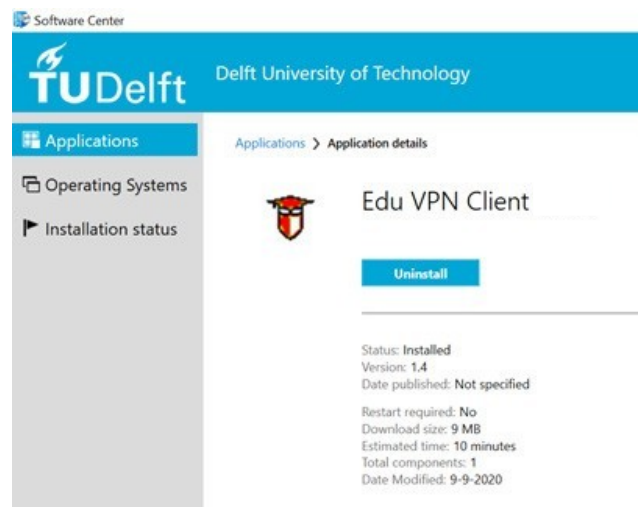 Software Center
TUDelft
Delft University of Technology
Applications
Operating Systems
Installation status
Applications ❯ Application details
Edu VPN Client
Uninstall
Status: Installed
Version: 1.4
Date published: Not specified
Restart required: No
Download size: 9 MB
Estimated time: 10 minutes
Total components: 1
Date Modified: 9-9-2020